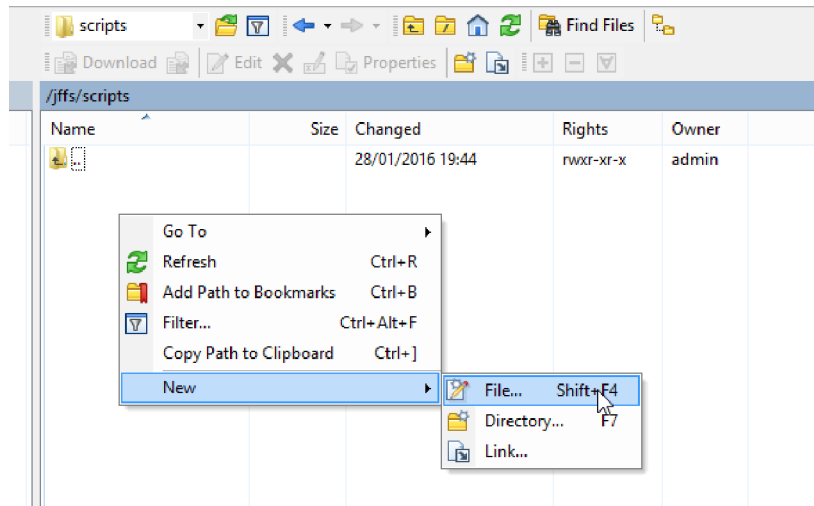 scripts Find Files
Download Edit Properties
/jffs/scripts
Name Size Changed Rights Owner
.. 28/01/2016 19:44 rwxr-xr-x admin
Go To
Refresh Ctrl+R
Add Path to Bookmarks Ctrl+B
Filter... Ctrl+Alt+F
Copy Path to Clipboard Ctrl+]
New File... Shift+F4
Directory... F7
Link...